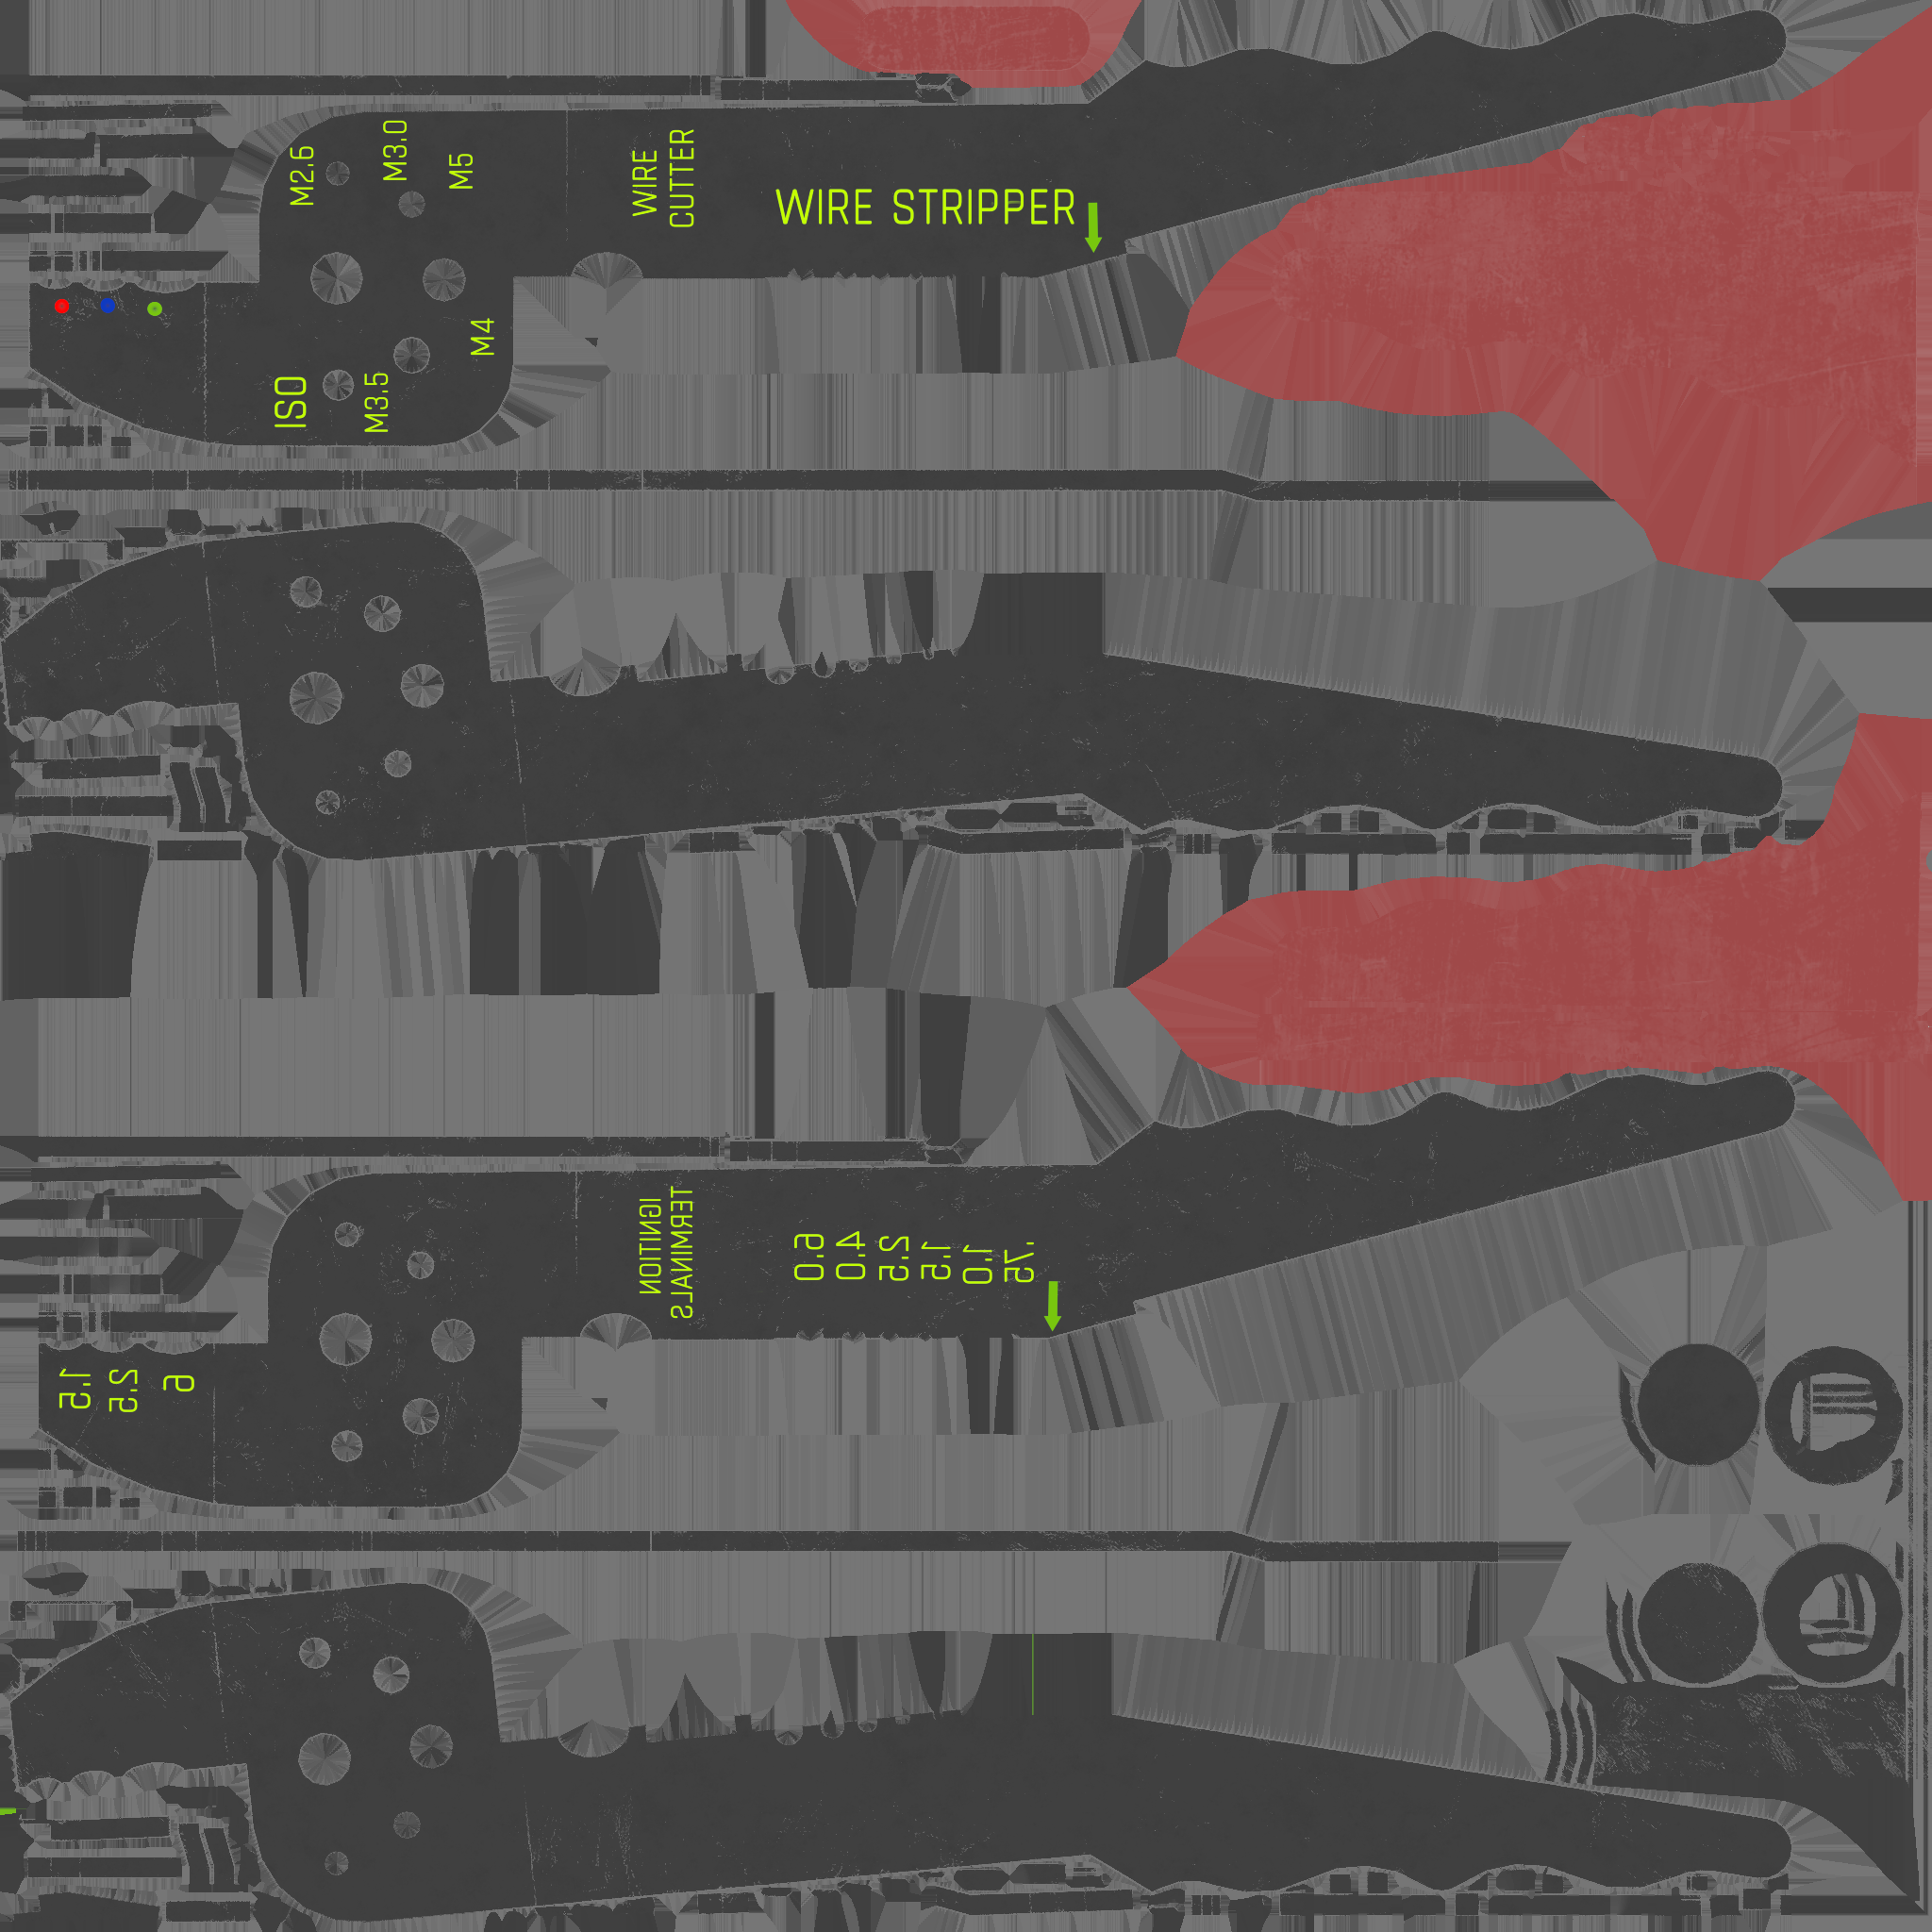 M2.6
M3.0
M5
WIRE
CUTTER
WIRE STRIPPER
M4
ISO
M3.5
IGNITION
TERMINALS
6.0
4.0
2.5
1.5
1.0
.75
1.5
2.5
6